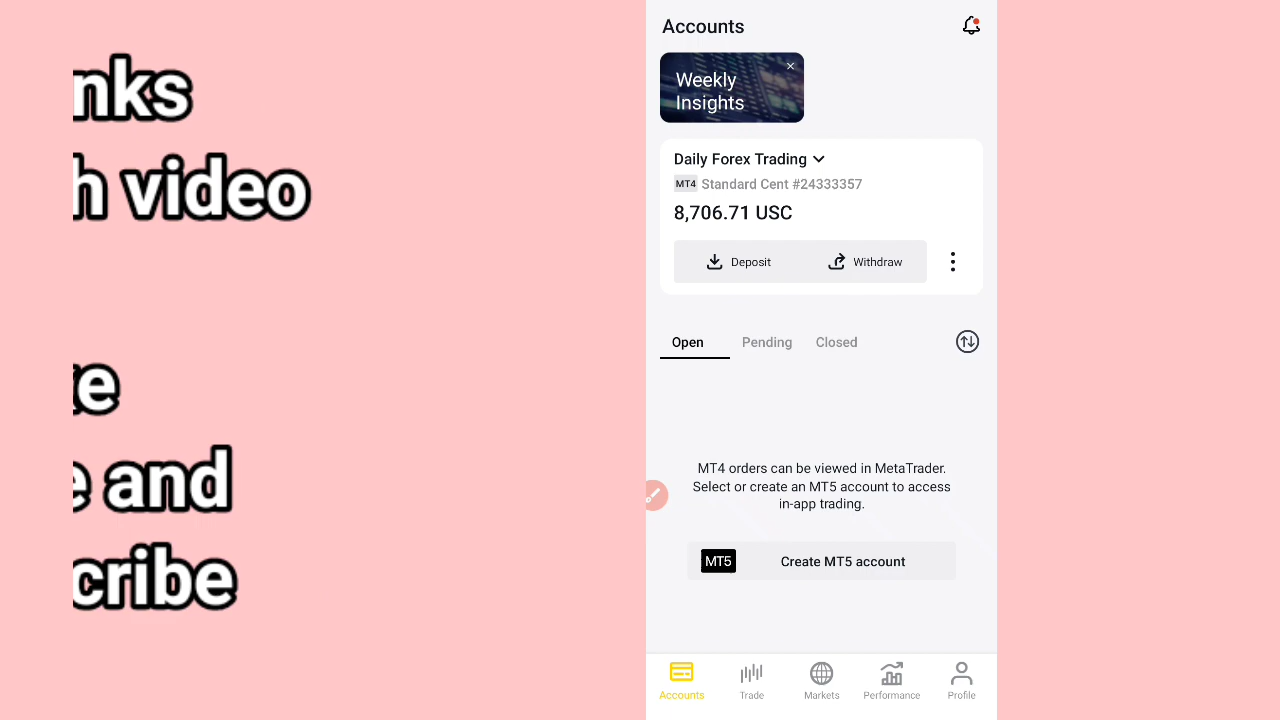 nks
h video
e
e and
cribe
Accounts
Weekly
Insights
Daily Forex Trading
MT4 Standard Cent #24333357
8,706.71 USC
Deposit Withdraw
Open Pending Closed
MT4 orders can be viewed in MetaTrader.
Select or create an MT5 account to access
in-app trading.
MT5 Create MT5 account
Accounts Trade Markets Performance Profile